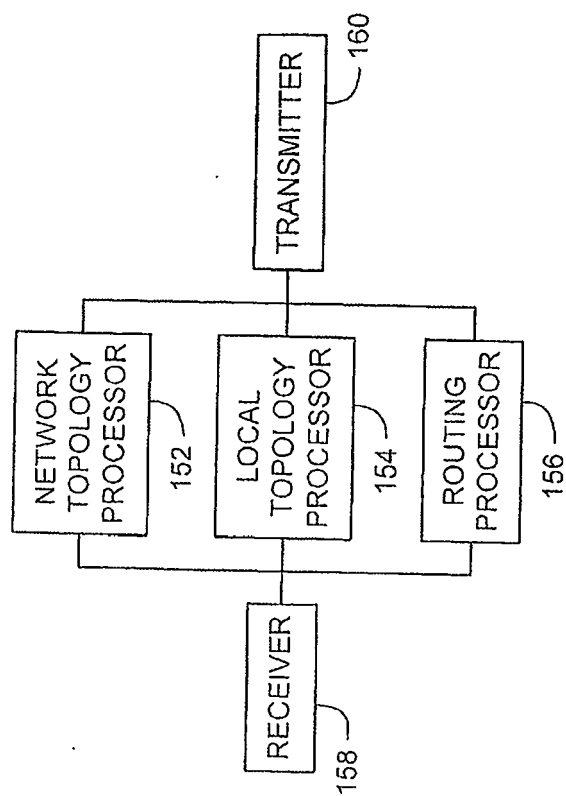 RECEIVER
158
NETWORK
TOPOLOGY
PROCESSOR
152
LOCAL
TOPOLOGY
PROCESSOR
154
ROUTING
PROCESSOR
156
TRANSMITTER
160